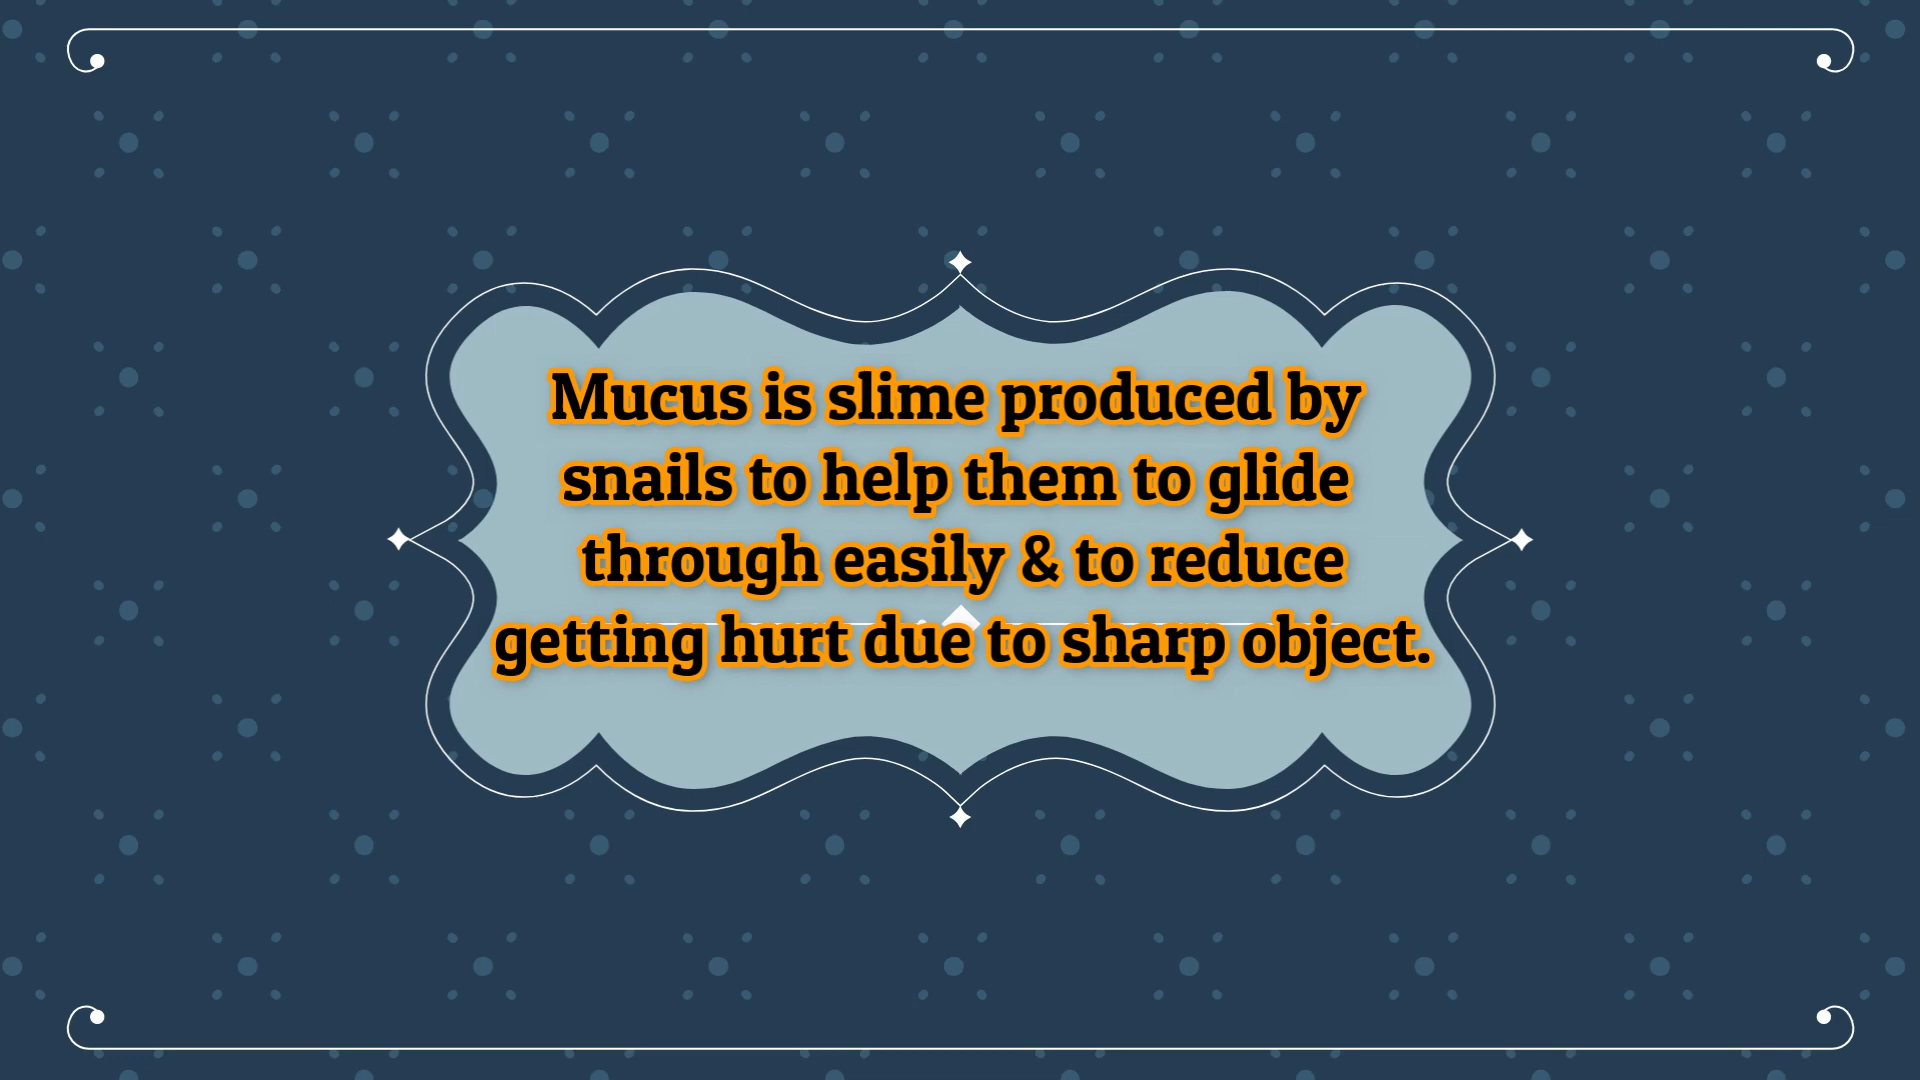 Mucus is slime produced by
snails to help them to glide
through easily & to reduce
getting hurt due to sharp object.